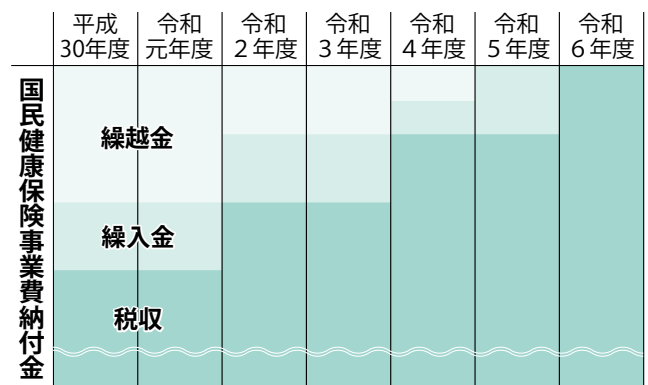 平成 令和 令和 令和 令和 令和 令和
30年度 元年度 2年度 3年度 4年度 5年度 6年度
国民健康保険事業費納付金
繰越金
繰入金
税収